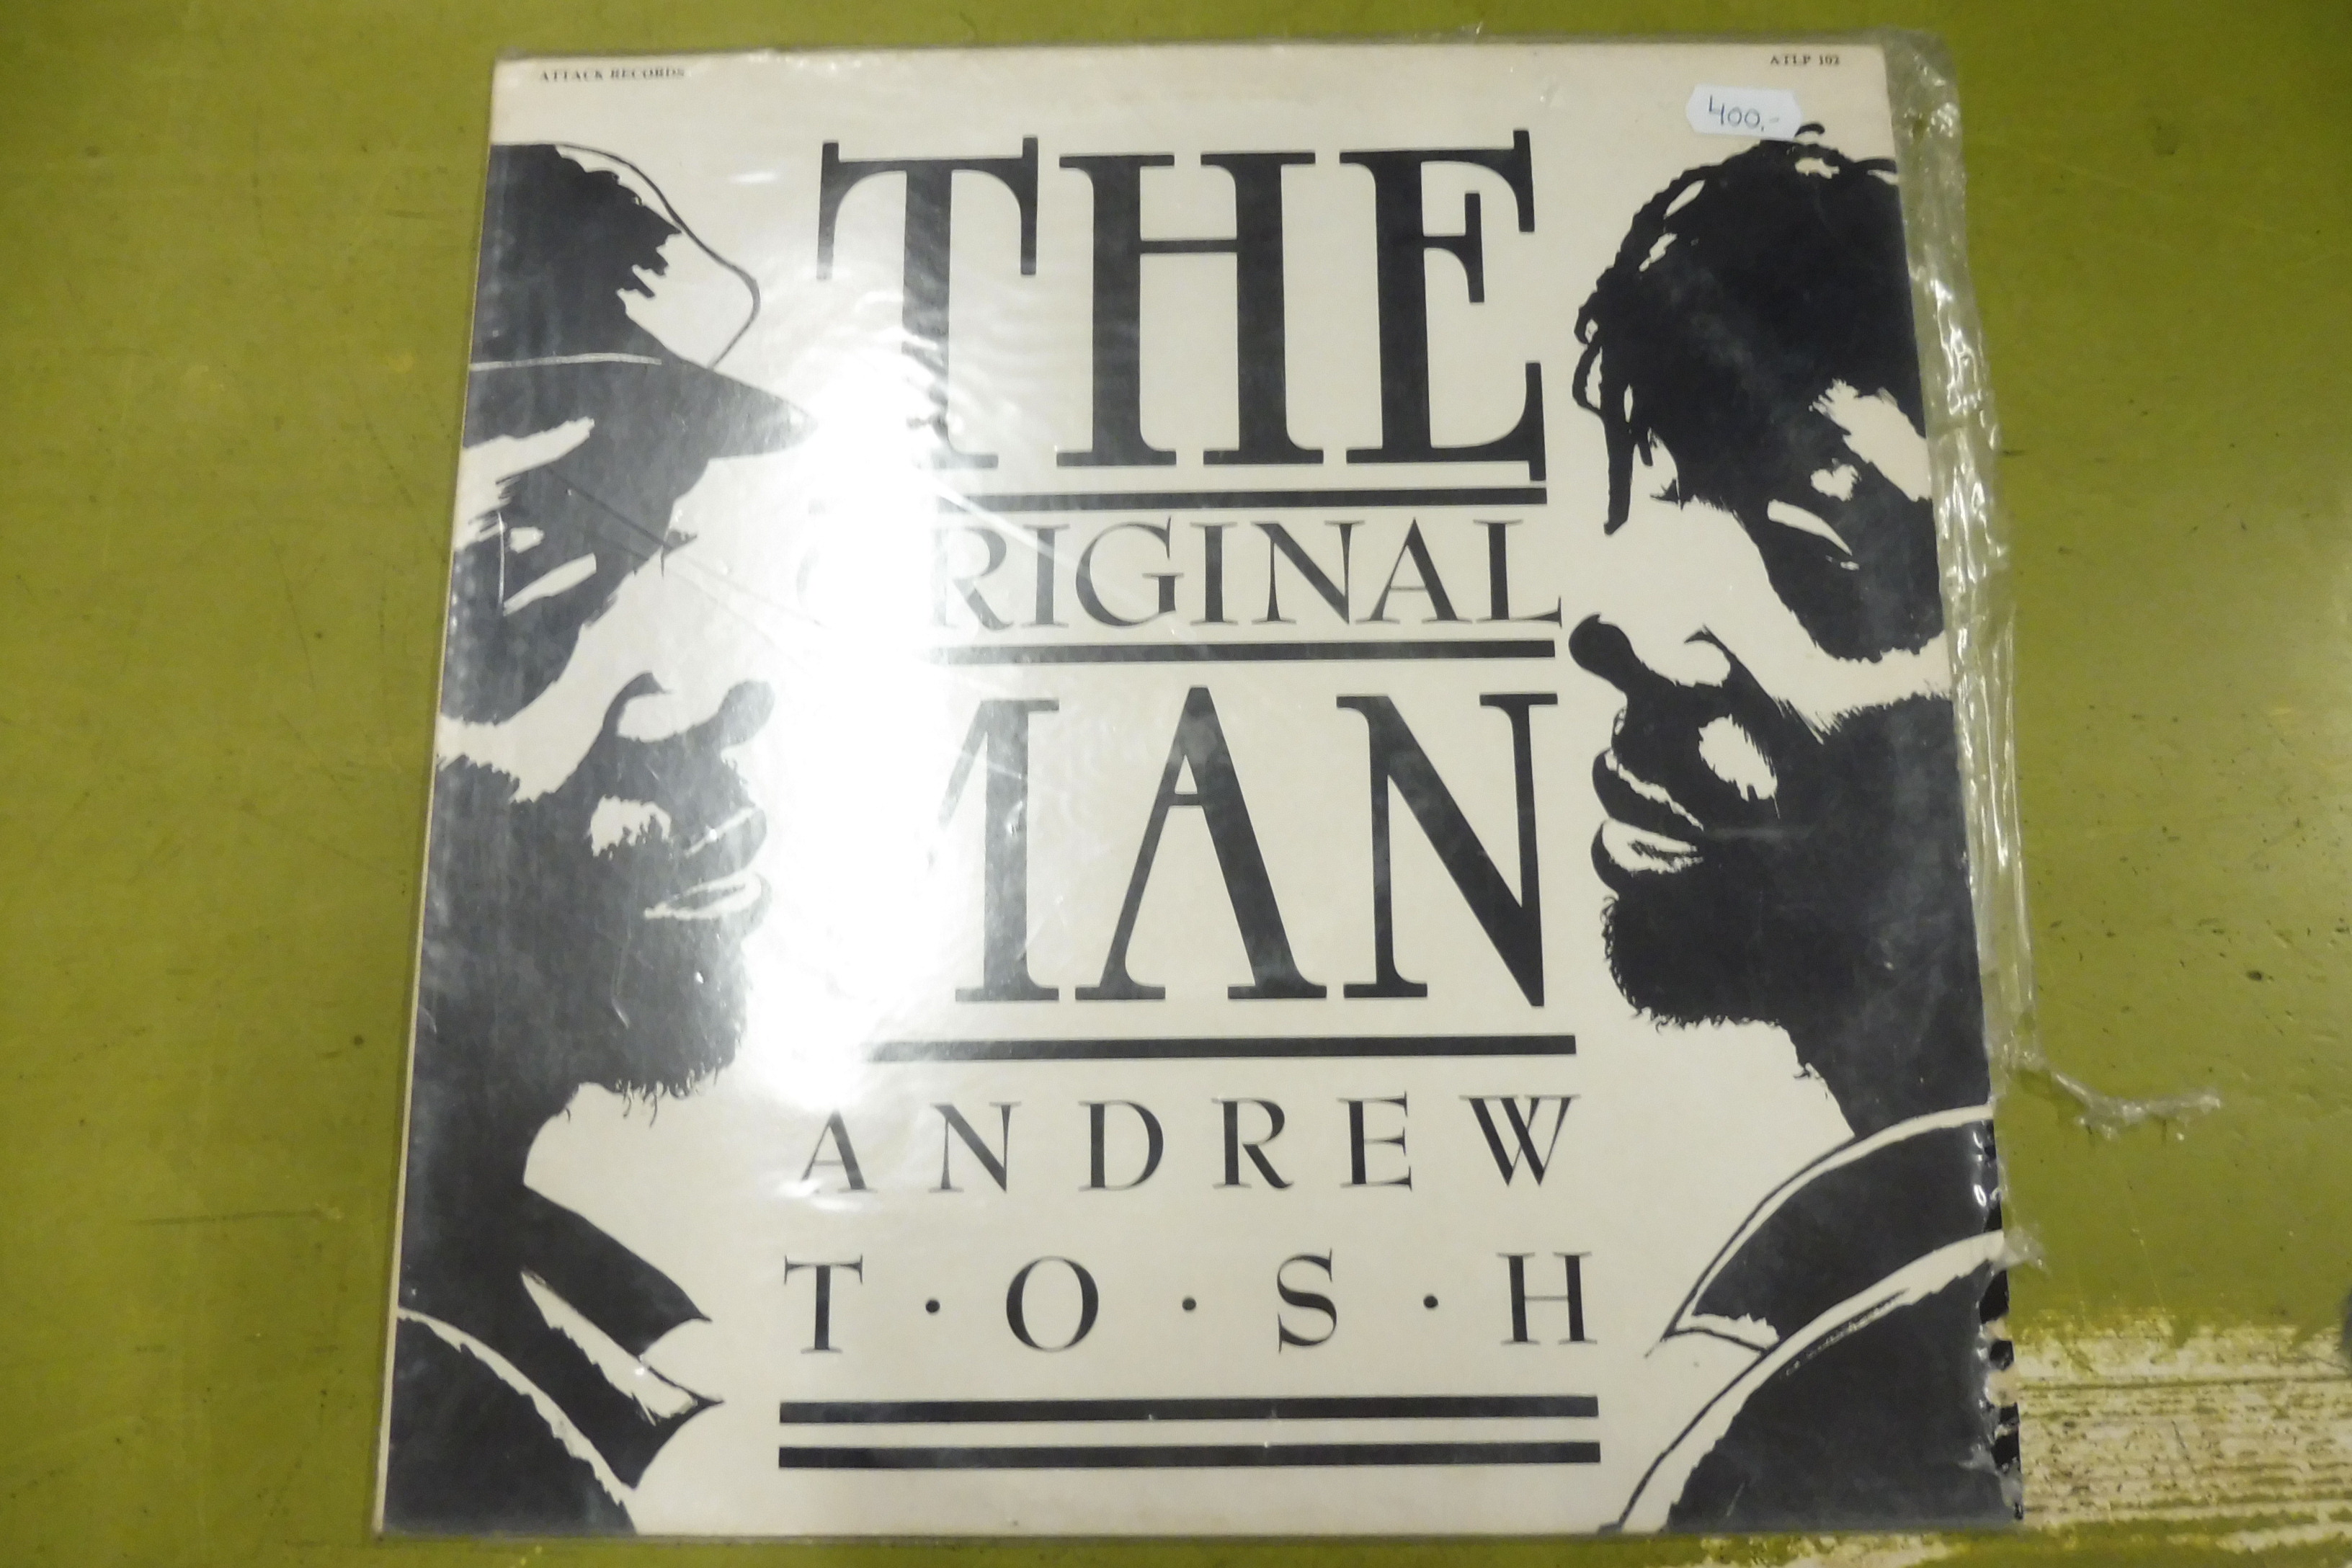 ATTACK RECORDS
ATLP 102
400,-
THE
ORIGINAL
MAN
ANDREW
T·O·S·H